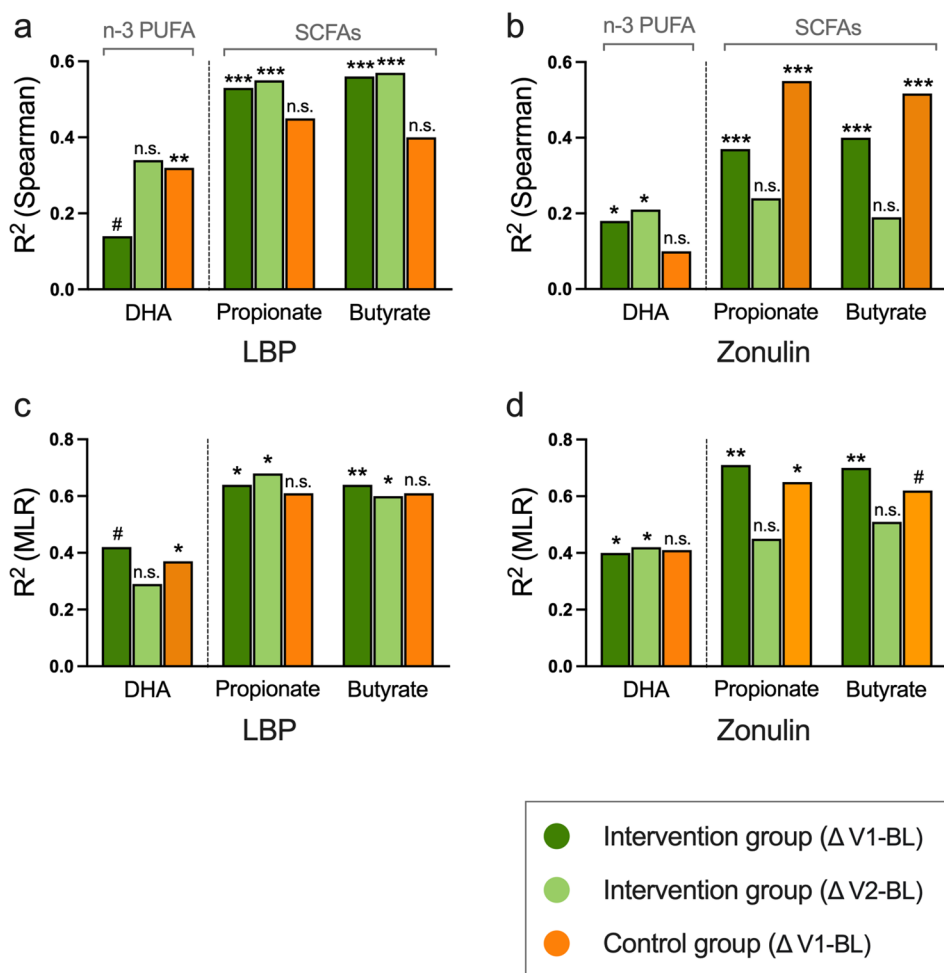 a
n-3 PUFA
SCFAs
R² (Spearman)
0.6
0.4
0.2
0.0
#
n.s.
**
***
***
n.s.
***
***
n.s.
DHA
Propionate
Butyrate
LBP
b
n-3 PUFA
SCFAs
R² (Spearman)
0.6
0.4
0.2
0.0
*
*
n.s.
***
n.s.
***
***
n.s.
***
DHA
Propionate
Butyrate
Zonulin
c
R² (MLR)
0.8
0.6
0.4
0.2
0.0
#
n.s.
*
*
*
n.s.
**
*
n.s.
DHA
Propionate
Butyrate
LBP
d
R² (MLR)
0.8
0.6
0.4
0.2
0.0
*
*
n.s.
**
n.s.
*
**
n.s.
#
DHA
Propionate
Butyrate
Zonulin
Intervention group (Δ V1-BL)
Intervention group (Δ V2-BL)
Control group (Δ V1-BL)